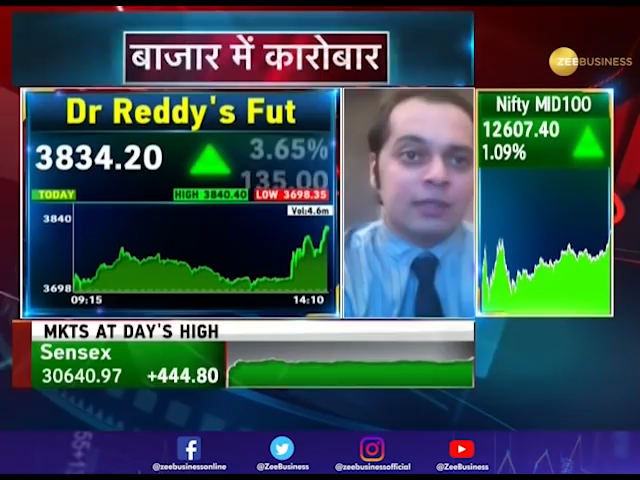 बाजार में कारोबार
ZEEBUSINESS
Dr Reddy's Fut
3834.20
3.65%
135.00
TODAY
HIGH 3840.40
LOW 3698.35
Vol:4.6m
3840
3698
09:15
14:10
Nifty MID100
12607.40
1.09%
MKTS AT DAY'S HIGH
Sensex
30640.97 +444.80
@zeebusinessonline
@ZeeBusiness
@zeebusinessofficial
@ZeeBusiness